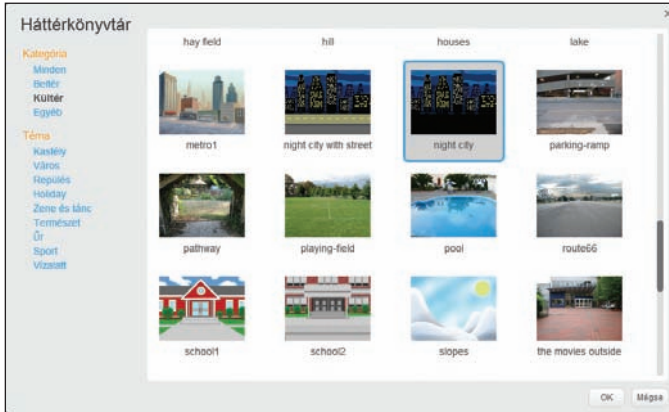 Háttérkönyvtár
Kategória
Minden
Beltér
Kültér
Egyéb
Téma
Kastély
Város
Repülés
Holiday
Zene és tánc
Természet
Űr
Sport
Vízalatt
hay field hill houses lake
metro1 night city with street night city parking-ramp
pathway playing-field pool route66
school1 school2 slopes the movies outside
OK Mégse